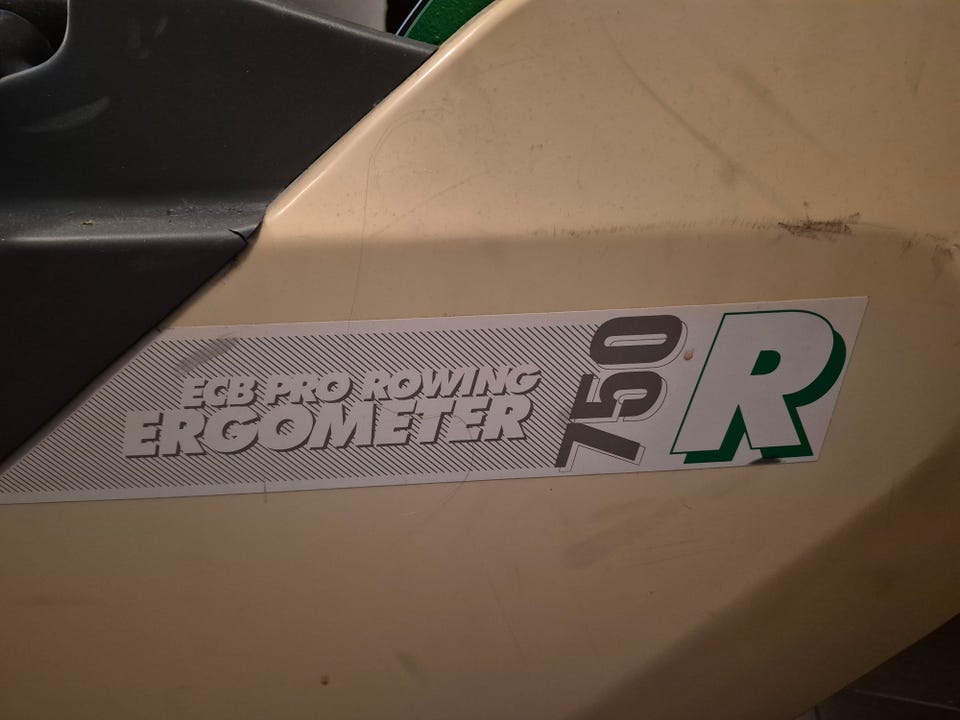 ECB PRO ROWING
ERGOMETER
750
R